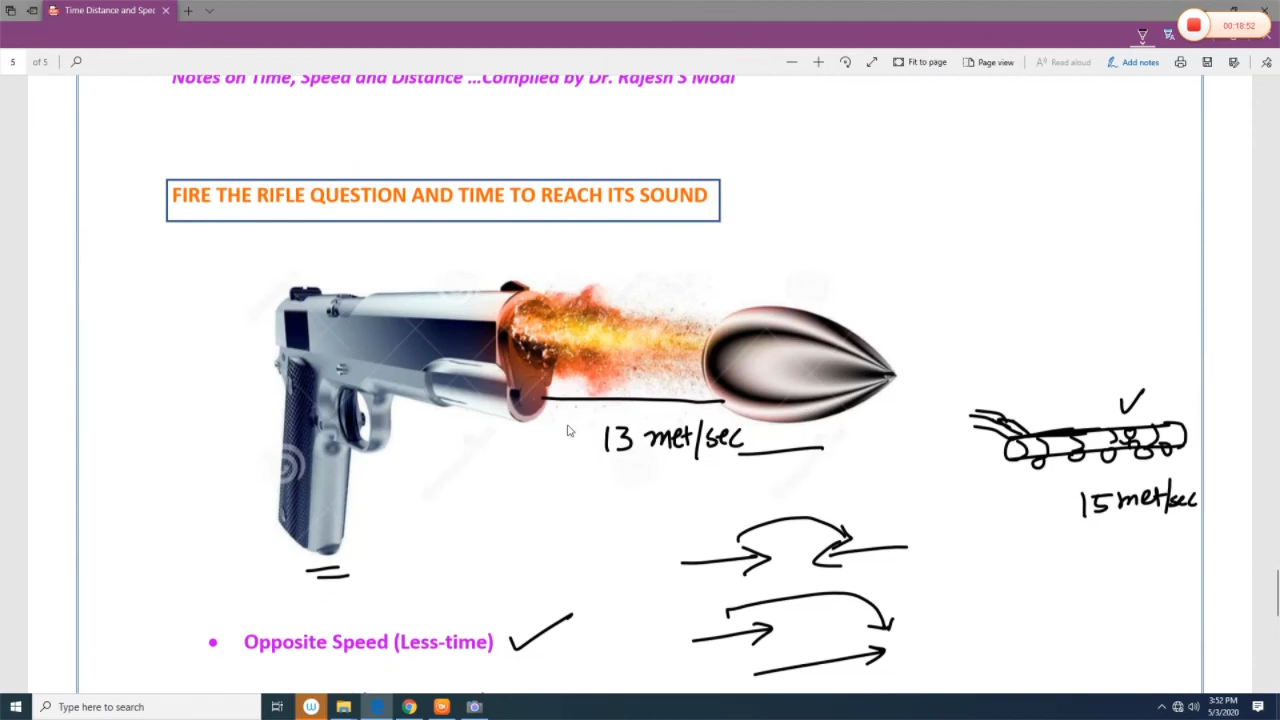 Time Distance and Spec
00:18:52
5 of 5
Fit to page
Page view
Read aloud
Add notes
Notes on Time, Speed and Distance ...Compiled by Dr. Rajesh S Modi
FIRE THE RIFLE QUESTION AND TIME TO REACH ITS SOUND
13 met/sec
15 met/sec
• Opposite Speed (Less-time)
Type here to search
3:52 PM
5/3/2020